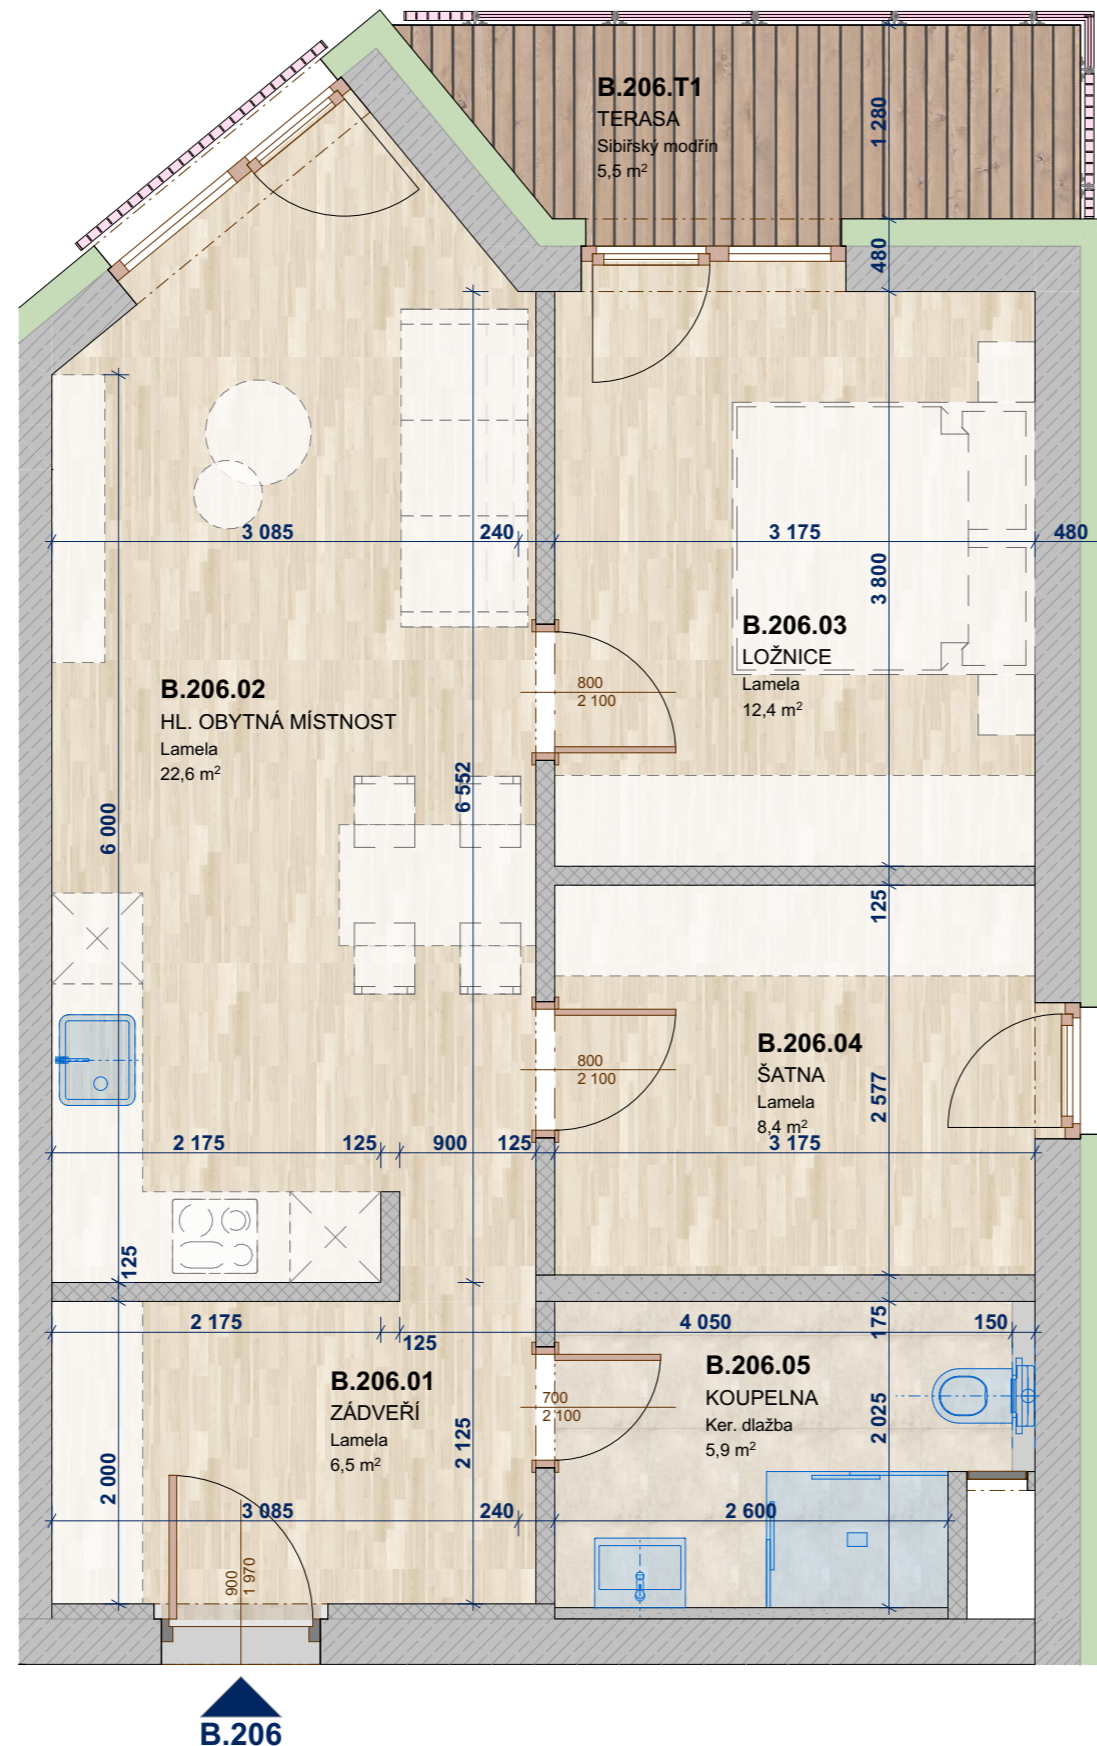 B.206.T1
TERASA
Sibiřský modřín
5,5 m²
1 280
480
3 085
240
3 175
480
3 800
B.206.03
LOŽNICE
Lamela
12,4 m²
800
2 100
B.206.02
HL. OBYTNÁ MÍSTNOST
Lamela
22,6 m²
6 552
6 000
125
B.206.04
ŠATNA
Lamela
8,4 m²
800
2 100
2 577
2 175
125
900
125
3 175
125
2 175
125
4 050
175
150
B.206.01
ZÁDVEŘÍ
Lamela
6,5 m²
B.206.05
KOUPELNA
Ker. dlažba
5,9 m²
700
2 100
2 025
2 125
2 000
3 085
240
2 600
900
1 970
B.206